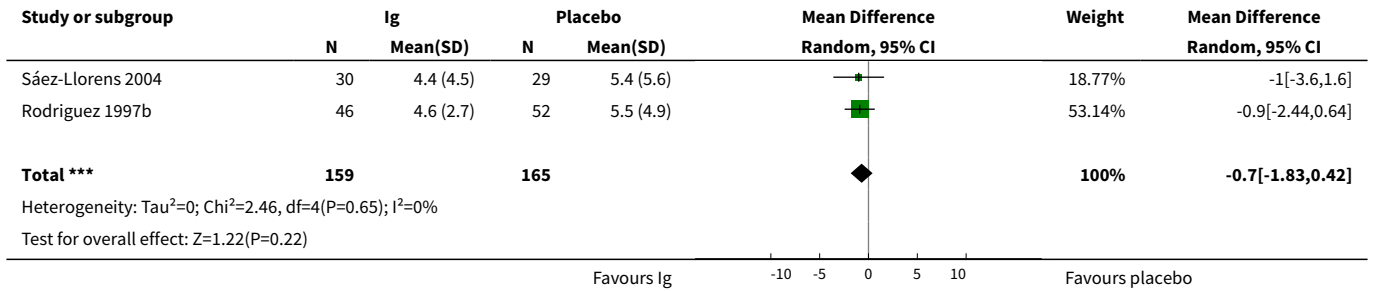 Study or subgroup Ig Placebo Mean Difference Weight Mean Difference
N Mean(SD) N Mean(SD) Random, 95% CI Random, 95% CI
Sáez-Llorens 2004 30 4.4 (4.5) 29 5.4 (5.6) 18.77% -1[-3.6,1.6]
Rodriguez 1997b 46 4.6 (2.7) 52 5.5 (4.9) 53.14% -0.9[-2.44,0.64]
Total *** 159 165 100% -0.7[-1.83,0.42]
Heterogeneity: Tau²=0; Chi²=2.46, df=4(P=0.65); I²=0%
Test for overall effect: Z=1.22(P=0.22)
Favours Ig -10 -5 0 5 10 Favours placebo